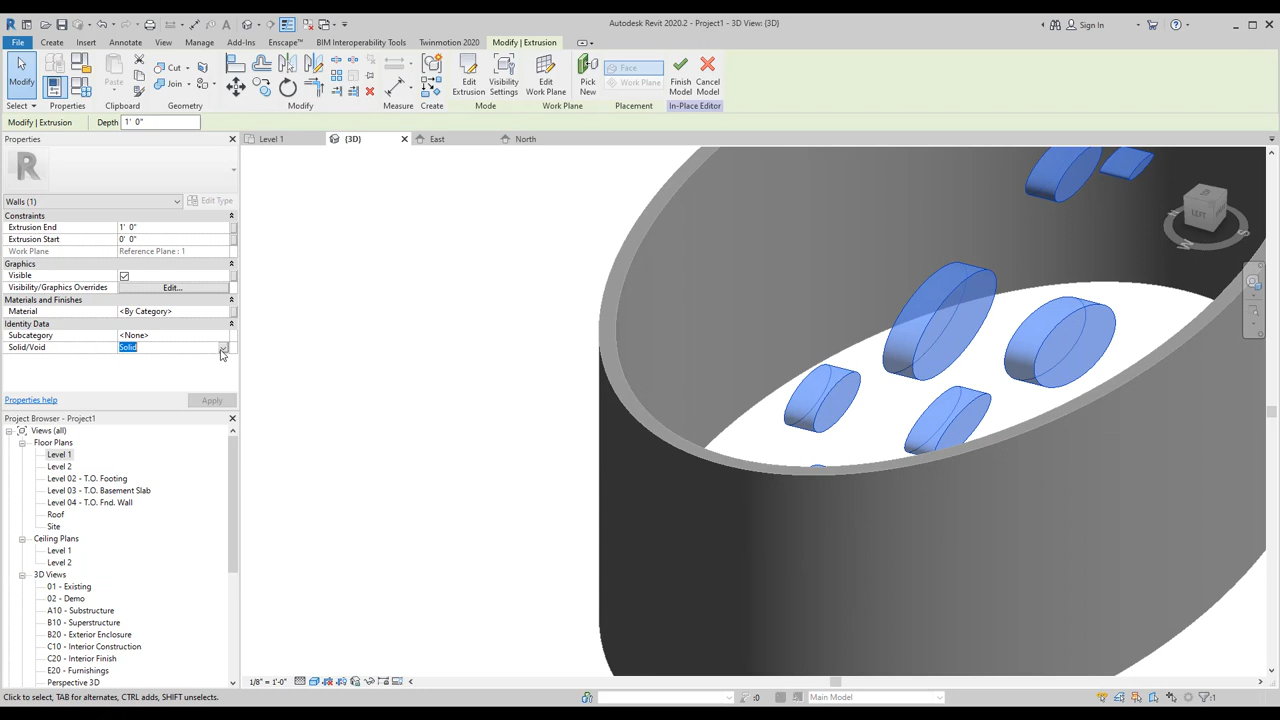 Autodesk Revit 2020.2 - Project1 - 3D View: {3D}
Sign In
File Create Insert Annotate View Manage Add-Ins Enscape™ BIM Interoperability Tools Twinmotion 2020 Modify | Extrusion
Modify Paste Cut Join Edit Extrusion Visibility Settings Edit Work Plane Pick New Face Work Plane Finish Model Cancel Model
Select Properties Clipboard Geometry Modify Measure Create Mode Work Plane Placement In-Place Editor
Modify | Extrusion Depth 1' 0"
Properties
Level 1 (3D) East North
R
Walls (1) Edit Type
Constraints
Extrusion End 1' 0"
Extrusion Start 0' 0"
Work Plane Reference Plane : 1
Graphics
Visible
Visibility/Graphics Overrides Edit...
Materials and Finishes
Material <By Category>
Identity Data
Subcategory <None>
Solid/Void Solid
Properties help Apply
Project Browser - Project1
Views (all)
Floor Plans
Level 1
Level 2
Level 02 - T.O. Footing
Level 03 - T.O. Basement Slab
Level 04 - T.O. Fnd. Wall
Roof
Site
Ceiling Plans
Level 1
Level 2
3D Views
01 - Existing
02 - Demo
A10 - Substructure
B10 - Superstructure
B20 - Exterior Enclosure
C10 - Interior Construction
C20 - Interior Finish
E20 - Furnishings
Perspective 3D
W S
1/8" = 1'-0"
Click to select, TAB for alternates, CTRL adds, SHIFT unselects. :0 Main Model :1